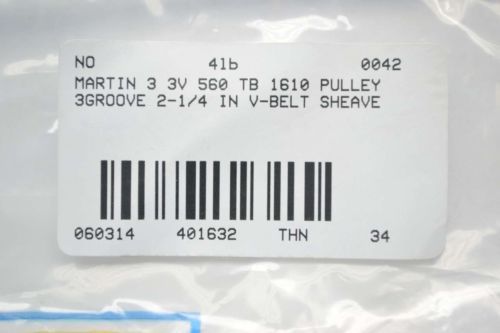 NO 4lb 0042
MARTIN 3 3V 560 TB 1610 PULLEY
3GROOVE 2-1/4 IN V-BELT SHEAVE
060314 401632 THN 34